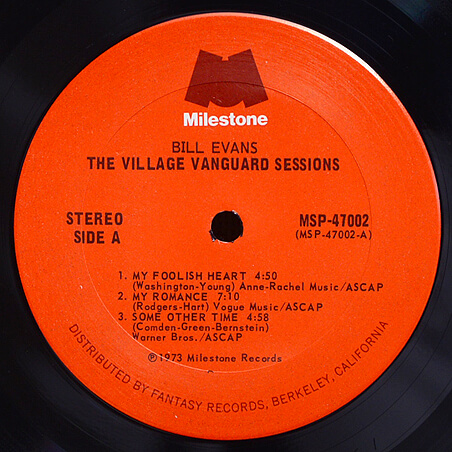 Milestone
BILL EVANS
THE VILLAGE VANGUARD SESSIONS
STEREO
SIDE A
MSP-47002
(MSP-47002-A)
1. MY FOOLISH HEART 4:50
(Washington-Young) Anne-Rachel Music/ASCAP
2. MY ROMANCE 7:10
(Rodgers-Hart) Vogue Music/ASCAP
3. SOME OTHER TIME 4:58
(Comden-Green-Bernstein)
Warner Bros./ASCAP
℗1973 Milestone Records
DISTRIBUTED BY FANTASY RECORDS, BERKELEY, CALIFORNIA